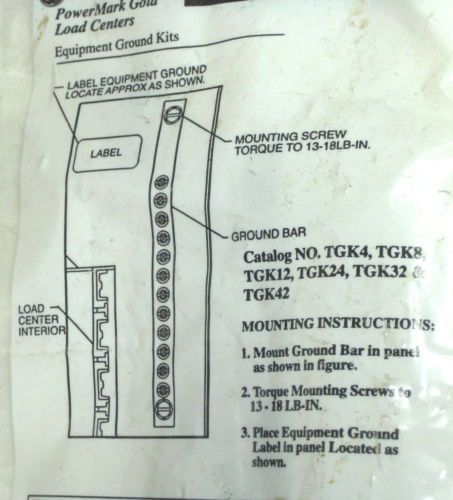 PowerMark Gold
Load Centers
Equipment Ground Kits
LABEL EQUIPMENT GROUND
LOCATE APPROX AS SHOWN.
LABEL
MOUNTING SCREW
TORQUE TO 13-18LB-IN.
GROUND BAR
Catalog NO. TGK4, TGK8,
TGK12, TGK24, TGK32 &
TGK42
LOAD
CENTER
INTERIOR
MOUNTING INSTRUCTIONS:
1. Mount Ground Bar in panel
as shown in figure.
2. Torque Mounting Screws to
13 - 18 LB-IN.
3. Place Equipment Ground
Label in panel Located as
shown.